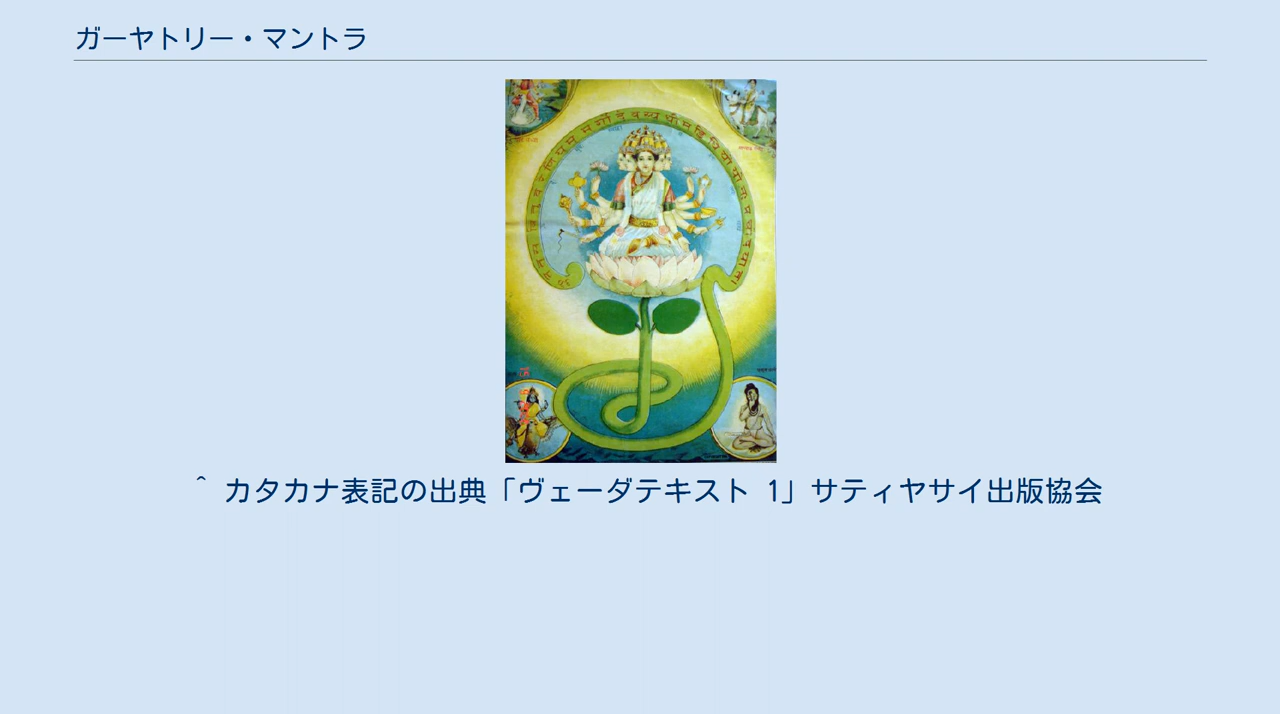 ガーヤトリー・マントラ
^ カタカナ表記の出典「ヴェーダテキスト 1」サティヤサイ出版協会